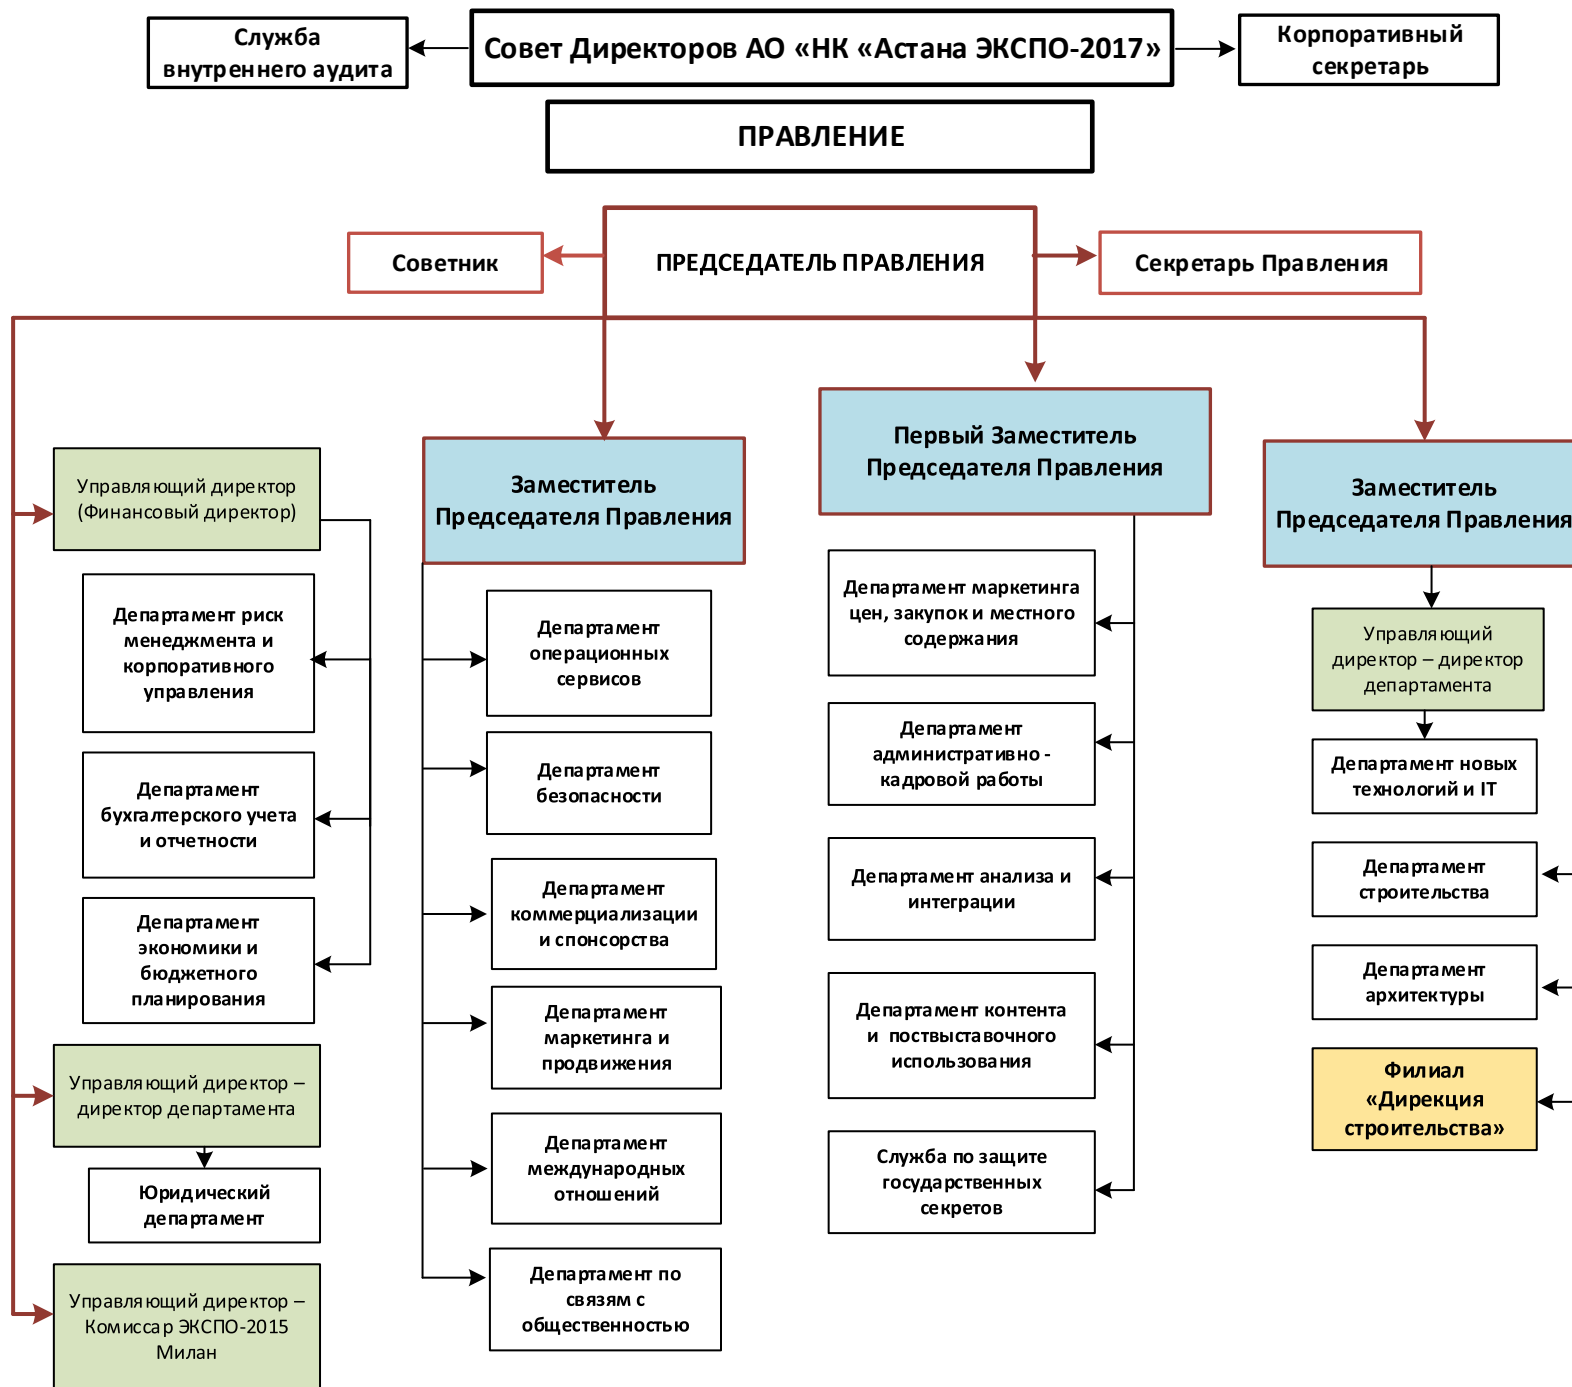 Служба
внутреннего аудита
Совет Директоров АО «НК «Астана ЭКСПО-2017»
Корпоративный
секретарь
ПРАВЛЕНИЕ
Советник
ПРЕДСЕДАТЕЛЬ ПРАВЛЕНИЯ
Секретарь Правления
Управляющий директор
(Финансовый директор)
Департамент риск
менеджмента и
корпоративного
управления
Департамент
бухгалтерского учета
и отчетности
Департамент
экономики и
бюджетного
планирования
Управляющий директор –
директор департамента
Юридический
департамент
Управляющий директор –
Комиссар ЭКСПО-2015
Милан
Заместитель
Председателя Правления
Департамент
операционных
сервисов
Департамент
безопасности
Департамент
коммерциализации
и спонсорства
Департамент
маркетинга и
продвижения
Департамент
международных
отношений
Департамент по
связям с
общественностью
Первый Заместитель
Председателя Правления
Департамент маркетинга
цен, закупок и местного
содержания
Департамент
административно -
кадровой работы
Департамент анализа и
интеграции
Департамент контента
и поствыставочного
использования
Служба по защите
государственных
секретов
Заместитель
Председателя Правления
Управляющий
директор – директор
департамента
Департамент новых
технологий и IT
Департамент
строительства
Департамент
архитектуры
Филиал
«Дирекция
строительства»